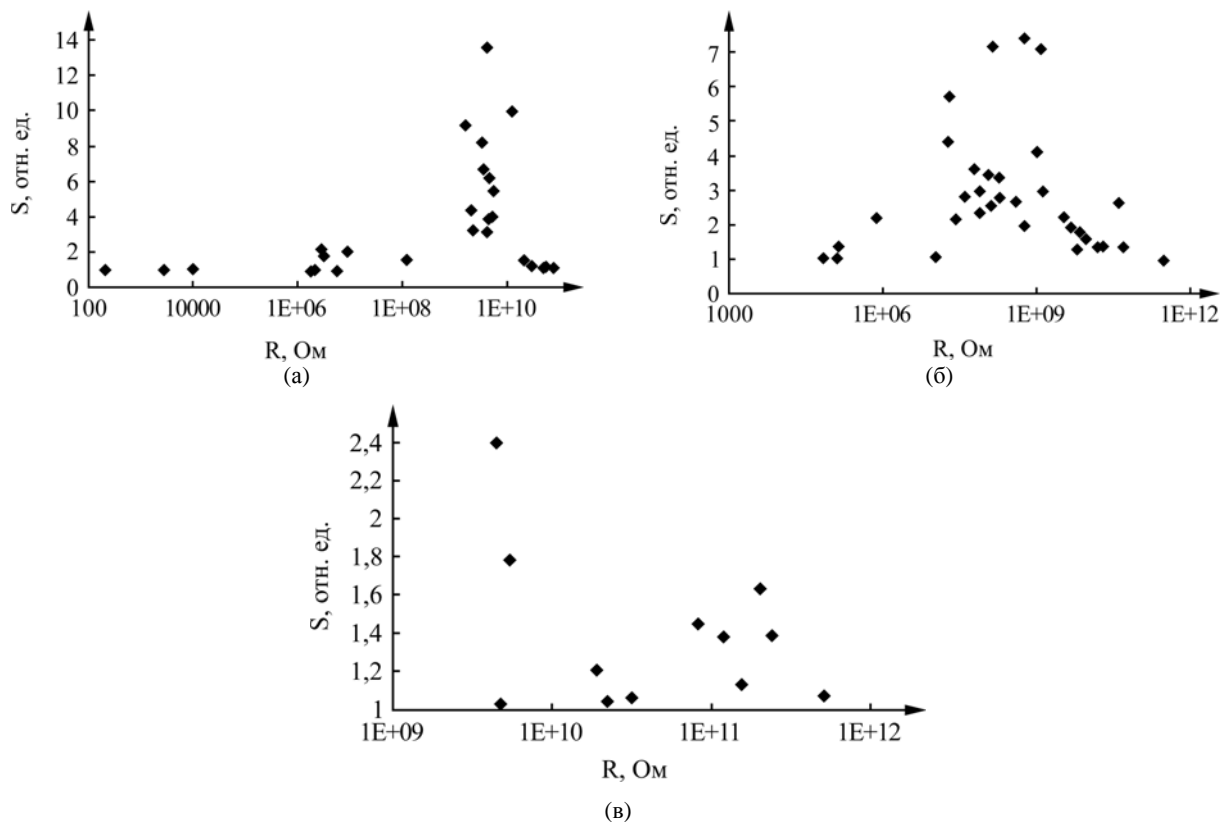 S, отн. ед.
14
12
10
8
6
4
2
0
100
10000
1E+06
1E+08
1E+10
R, Ом
(а)
S, отн. ед.
7
6
5
4
3
2
1
0
1000
1E+06
1E+09
1E+12
R, Ом
(б)
S, отн. ед.
2,4
2,2
2
1,8
1,6
1,4
1,2
1
1E+09
1E+10
1E+11
1E+12
R, Ом
(в)